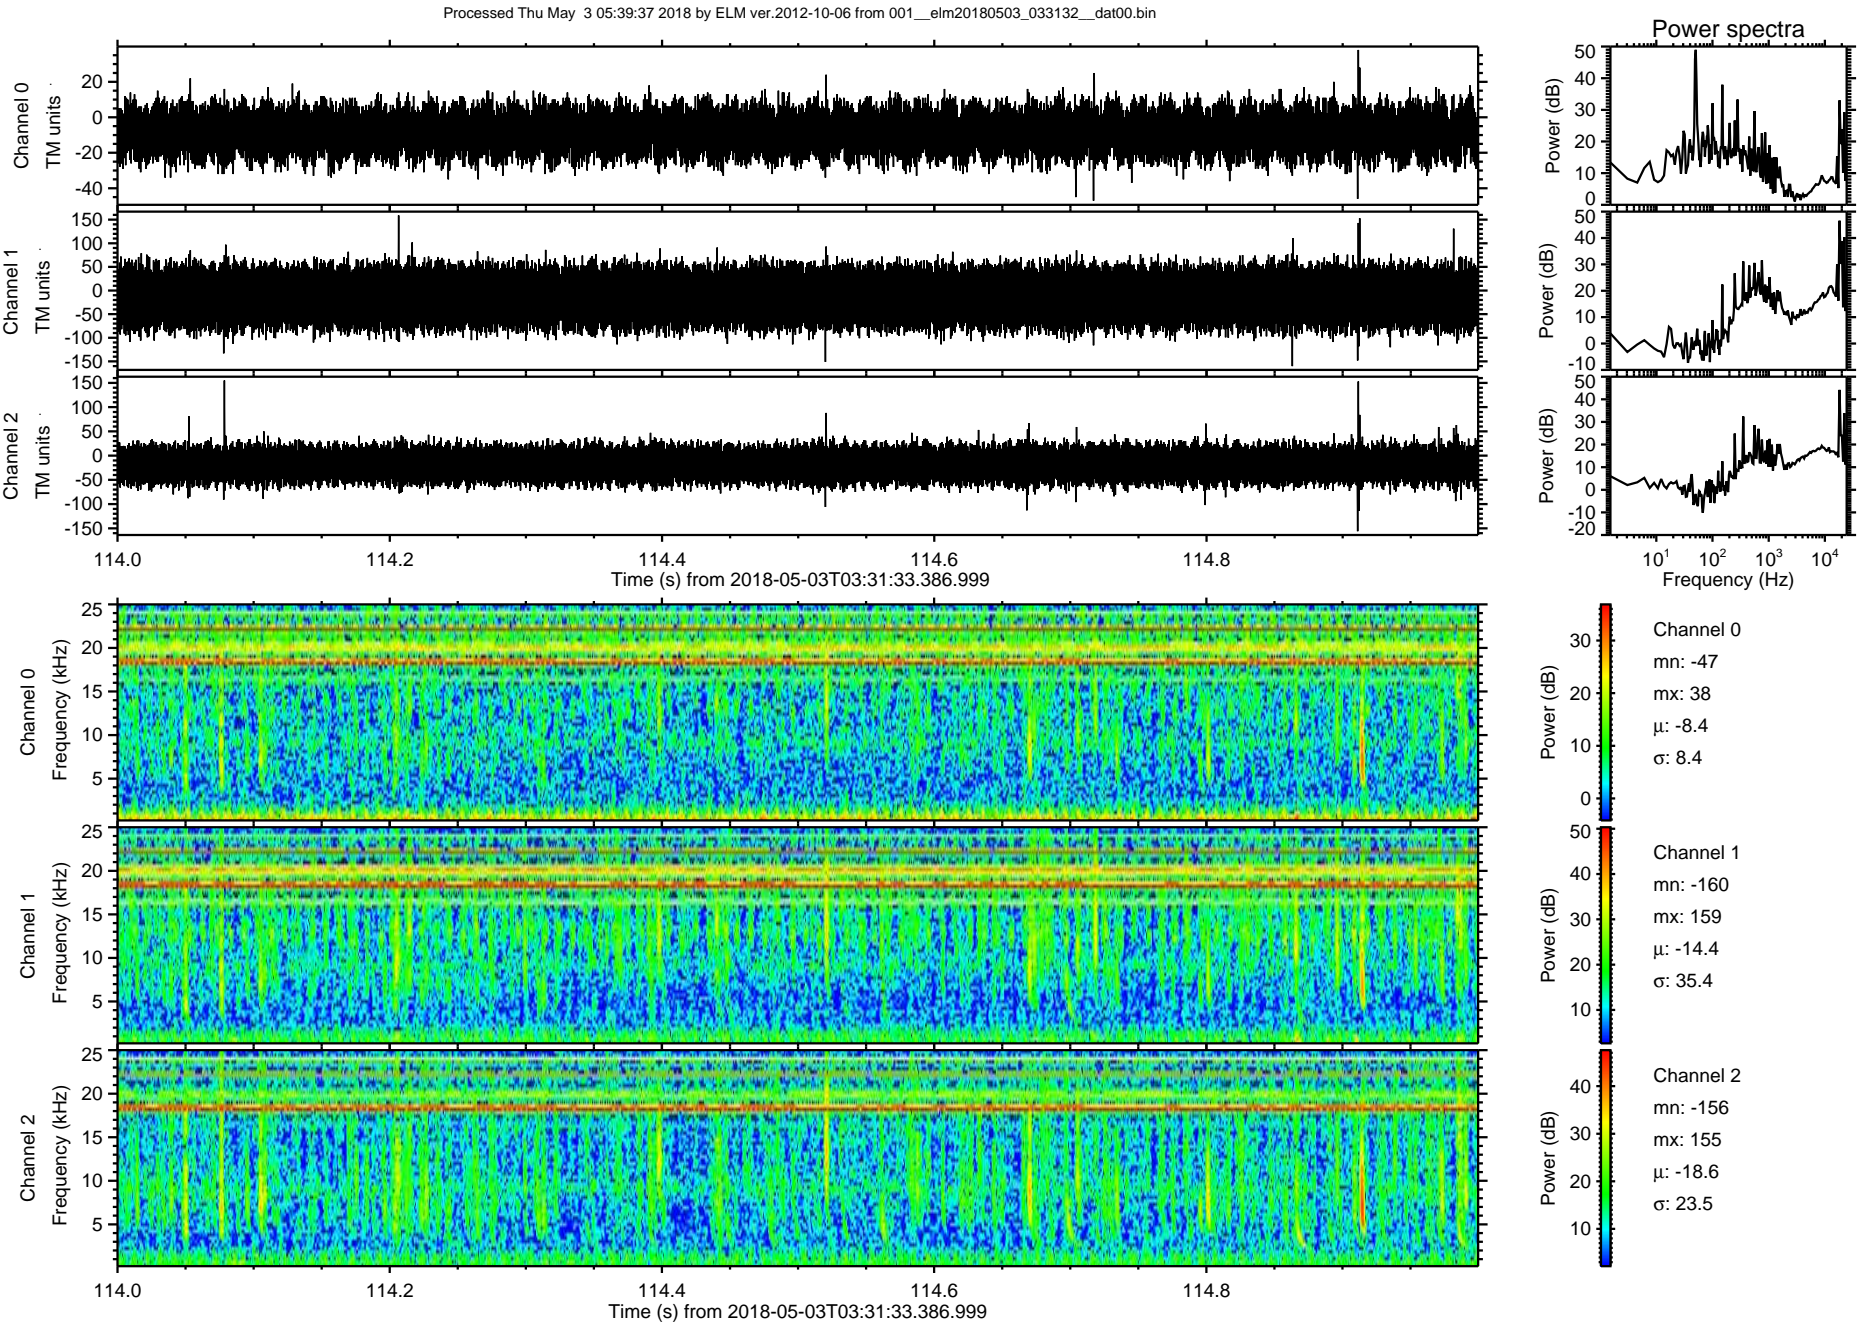 Processed Thu May  3 05:39:37 2018 by ELM ver.2012-10-06 from 001__elm20180503_033132__dat00.bin
Power spectra
Channel 0
TM units
20
0
-20
-40
Power (dB)
50
40
30
20
10
0
Channel 1
TM units
150
100
50
0
-50
-100
-150
Power (dB)
50
40
30
20
10
0
-10
Channel 2
TM units
150
100
50
0
-50
-100
-150
Power (dB)
50
40
30
20
10
0
-10
-20
114.0 114.2 114.4 114.6 114.8
Time (s) from 2018-05-03T03:31:33.386.999
10¹ 10² 10³ 10⁴
Frequency (Hz)
Channel 0
Frequency (kHz)
25
20
15
10
5
Power (dB)
30
20
10
0
Channel 0
mn: -47
mx: 38
μ: -8.4
σ: 8.4
Channel 1
Frequency (kHz)
25
20
15
10
5
Power (dB)
50
40
30
20
10
Channel 1
mn: -160
mx: 159
μ: -14.4
σ: 35.4
Channel 2
Frequency (kHz)
25
20
15
10
5
Power (dB)
40
30
20
10
Channel 2
mn: -156
mx: 155
μ: -18.6
σ: 23.5
114.0 114.2 114.4 114.6 114.8
Time (s) from 2018-05-03T03:31:33.386.999